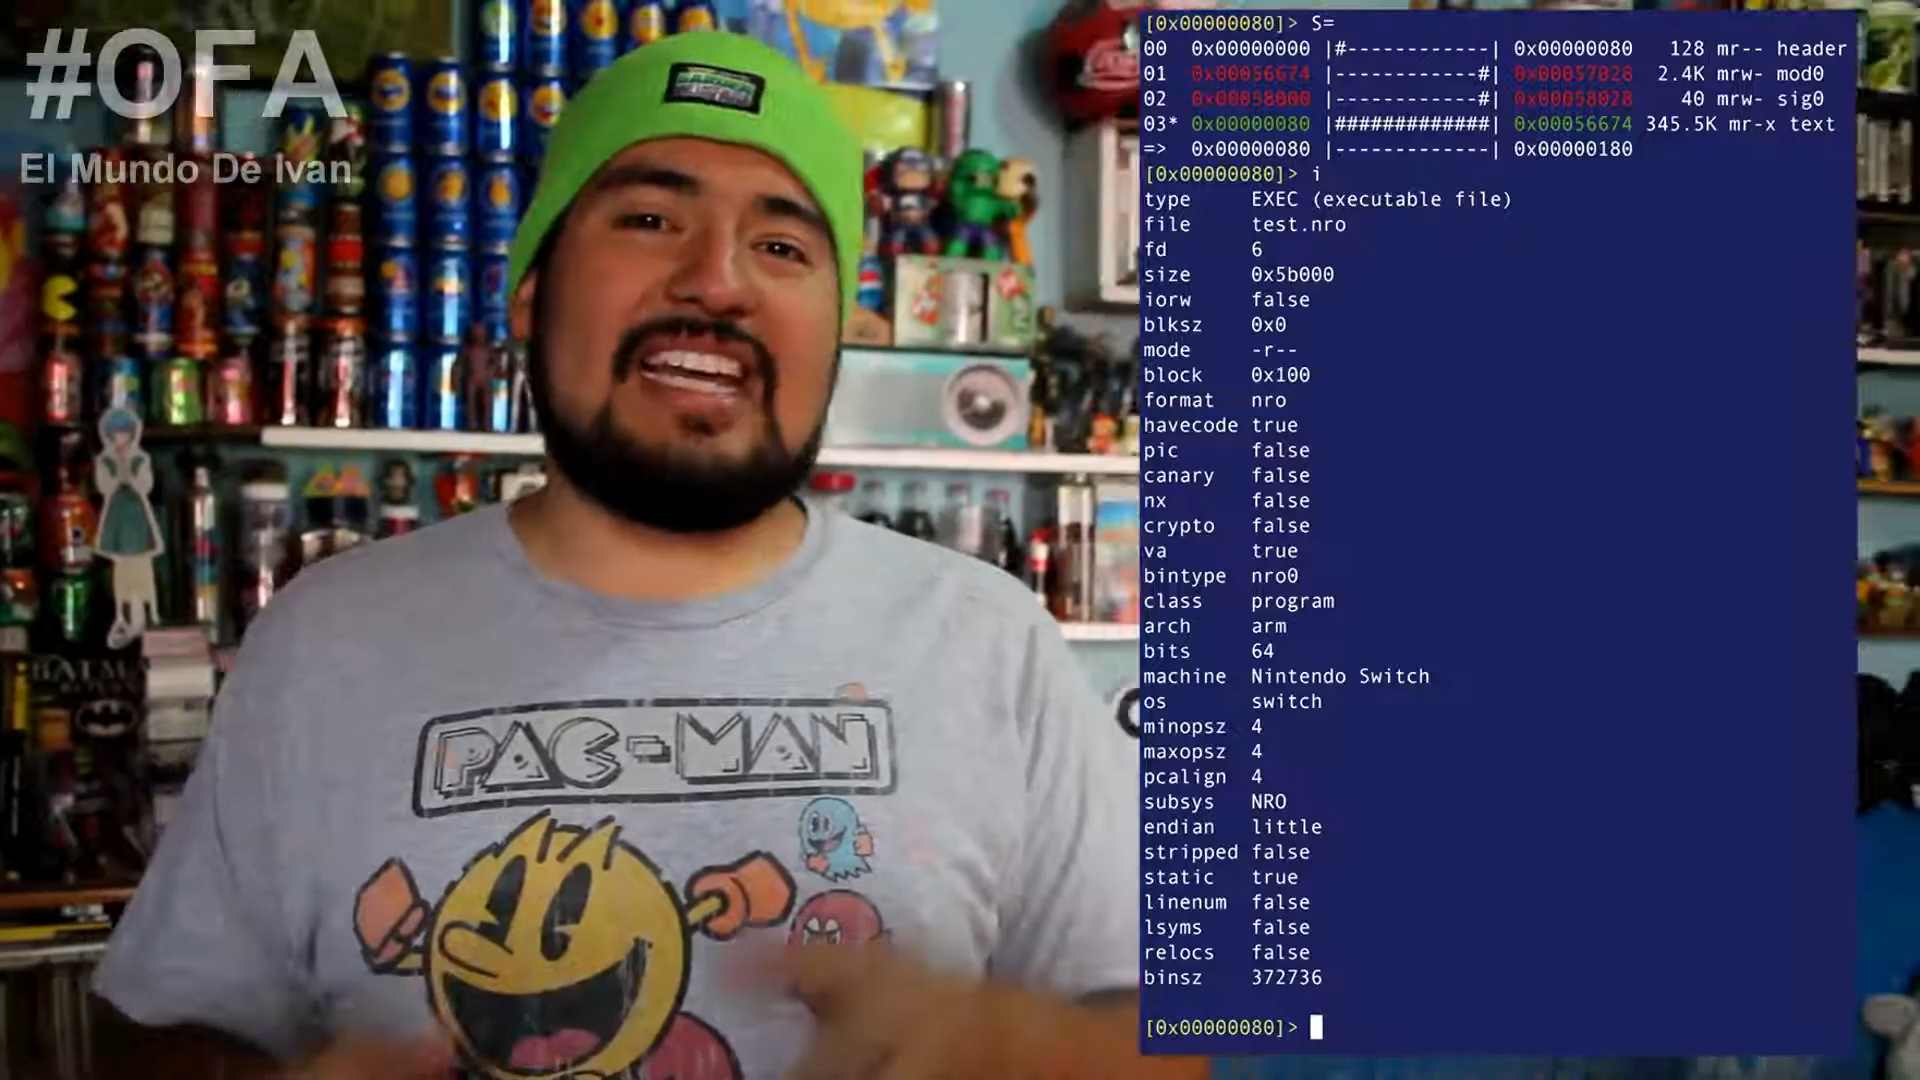 #OFA
El Mundo De Ivan
[0x00000080]> S=
00  0x00000000 |#------------| 0x00000080   128 mr-- header
01  0x00056674 |------------#| 0x00057028  2.4K mrw- mod0
02  0x00058000 |------------#| 0x00058028    40 mrw- sig0
03* 0x00000080 |#############| 0x00056674 345.5K mr-x text
=>  0x00000080 |-------------| 0x00000180
[0x00000080]> i
type     EXEC (executable file)
file     test.nro
fd       6
size     0x5b000
iorw     false
blksz    0x0
mode     -r--
block    0x100
format   nro
havecode true
pic      false
canary   false
nx       false
crypto   false
va       true
bintype  nro0
class    program
arch     arm
bits     64
machine  Nintendo Switch
os       switch
minopsz  4
maxopsz  4
pcalign  4
subsys   NRO
endian   little
stripped false
static   true
linenum  false
lsyms    false
relocs   false
binsz    372736
[0x00000080]>
PAC-MAN
BATMAN